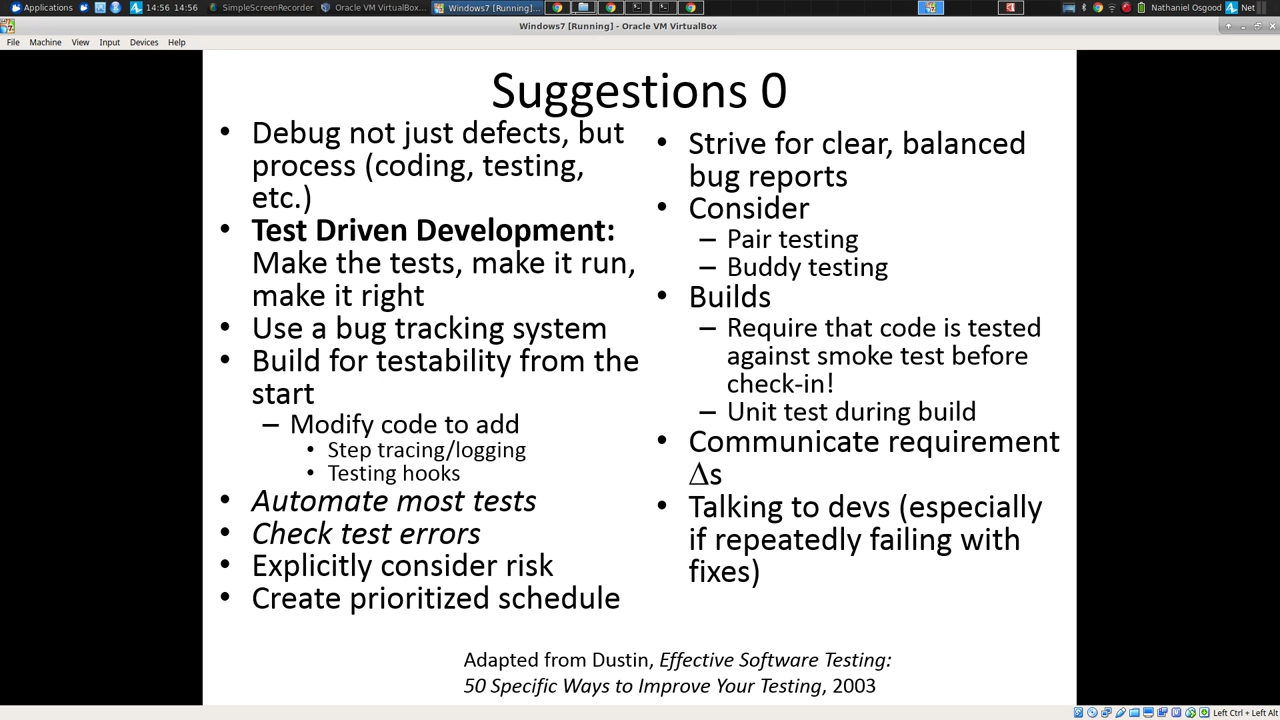 Applications
14:56 14:56
SimpleScreenRecorder
Oracle VM VirtualBox...
Windows7 [Running]...
Nathaniel Osgood
Net
Windows7 [Running] - Oracle VM VirtualBox
File Machine View Input Devices Help
Suggestions 0
• Debug not just defects, but
process (coding, testing,
etc.)
• Test Driven Development:
Make the tests, make it run,
make it right
• Use a bug tracking system
• Build for testability from the
start
– Modify code to add
• Step tracing/logging
• Testing hooks
• Automate most tests
• Check test errors
• Explicitly consider risk
• Create prioritized schedule
• Strive for clear, balanced
bug reports
• Consider
– Pair testing
– Buddy testing
• Builds
– Require that code is tested
against smoke test before
check-in!
– Unit test during build
• Communicate requirement
Δs
• Talking to devs (especially
if repeatedly failing with
fixes)
Adapted from Dustin, Effective Software Testing:
50 Specific Ways to Improve Your Testing, 2003
Left Ctrl + Left Alt